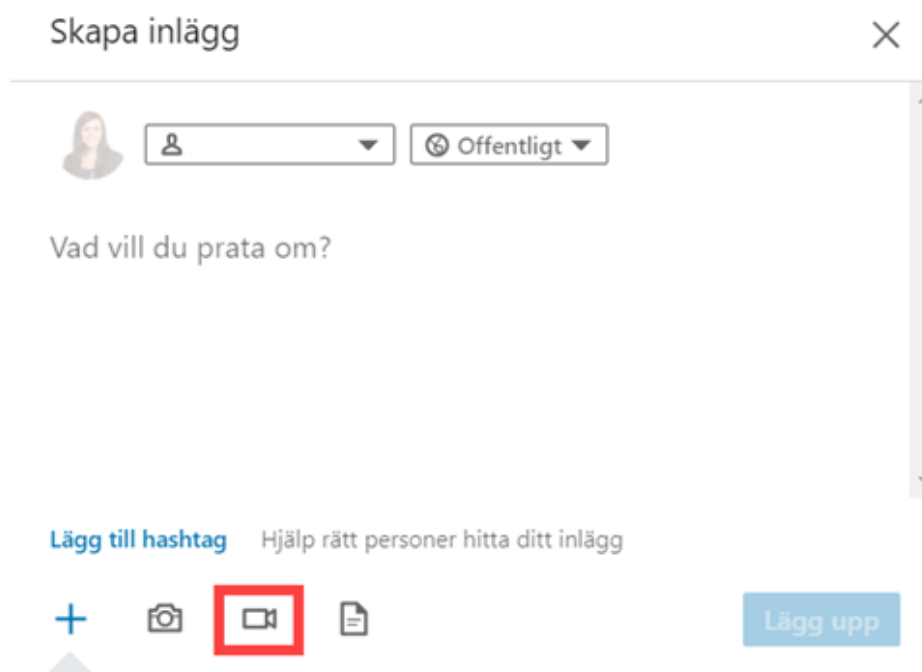 Skapa inlägg
Offentligt
Vad vill du prata om?
Lägg till hashtag Hjälp rätt personer hitta ditt inlägg
Lägg upp